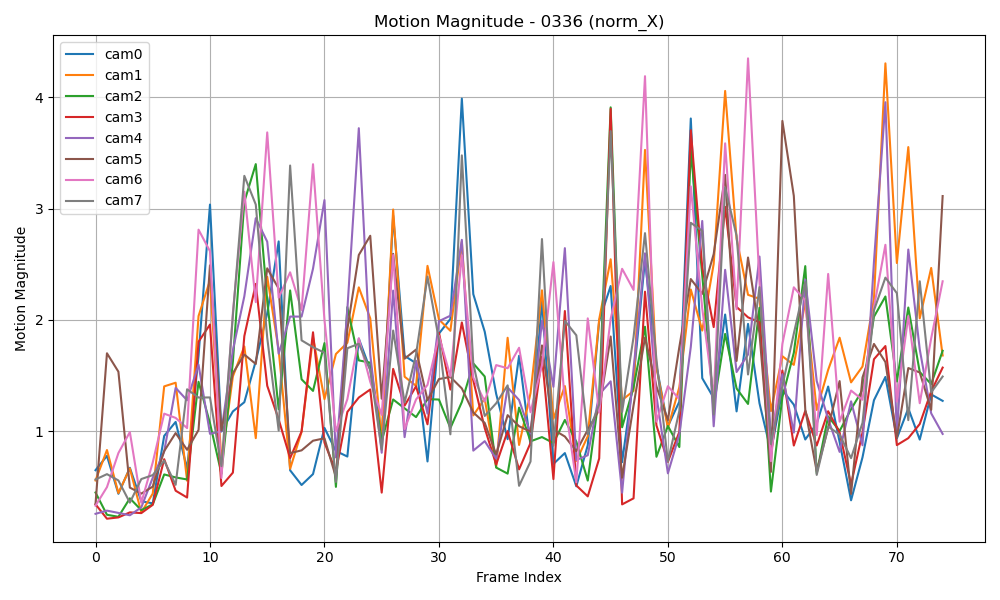 Motion Magnitude - 0336 (norm_X)
cam0
cam1
cam2
cam3
cam4
cam5
cam6
cam7
Motion Magnitude
4
3
2
1
0 10 20 30 40 50 60 70
Frame Index